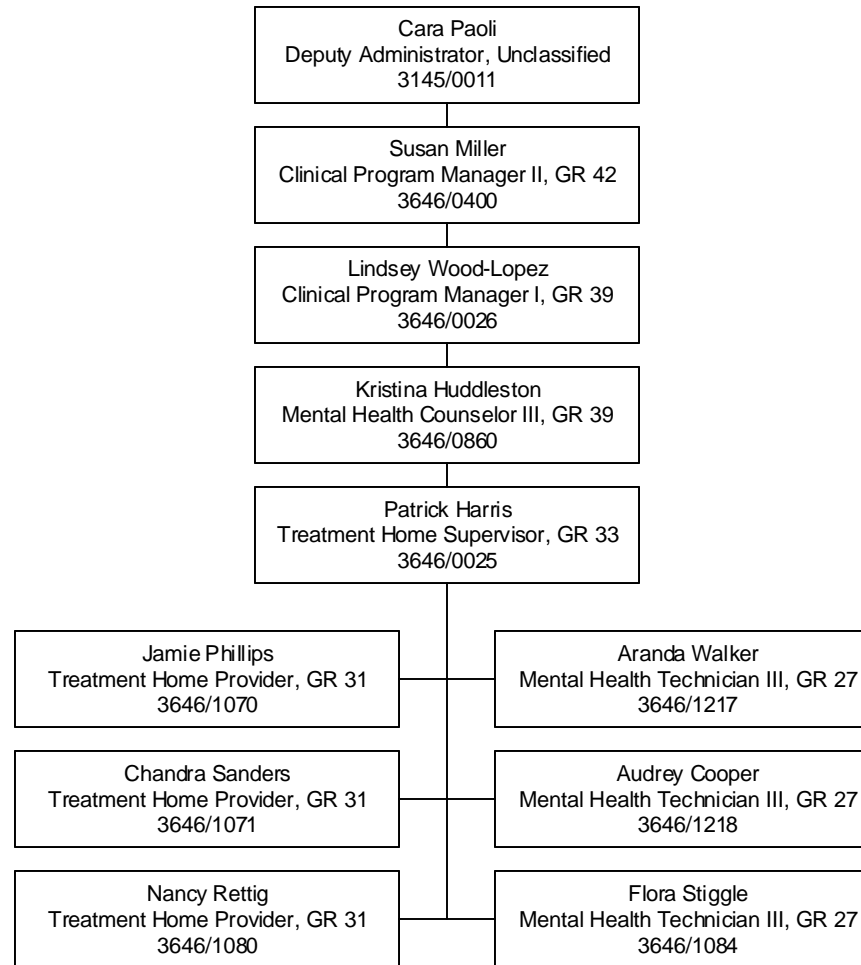 Cara Paoli
Deputy Administrator, Unclassified
3145/0011
Susan Miller
Clinical Program Manager II, GR 42
3646/0400
Lindsey Wood-Lopez
Clinical Program Manager I, GR 39
3646/0026
Kristina Huddleston
Mental Health Counselor III, GR 39
3646/0860
Patrick Harris
Treatment Home Supervisor, GR 33
3646/0025
Jamie Phillips
Treatment Home Provider, GR 31
3646/1070
Aranda Walker
Mental Health Technician III, GR 27
3646/1217
Chandra Sanders
Treatment Home Provider, GR 31
3646/1071
Audrey Cooper
Mental Health Technician III, GR 27
3646/1218
Nancy Rettig
Treatment Home Provider, GR 31
3646/1080
Flora Stiggle
Mental Health Technician III, GR 27
3646/1084